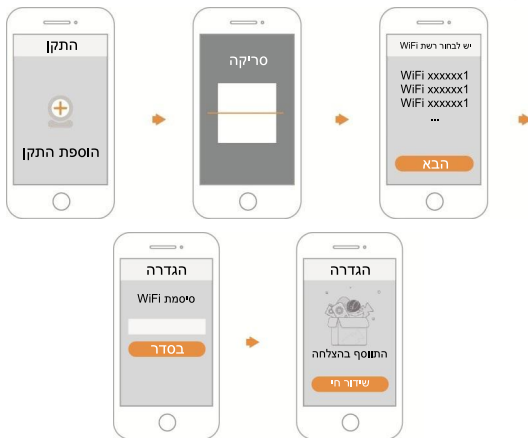 התקן
הוספת התקן
סריקה
יש לבחור רשת WiFi
WiFi xxxxxx1
WiFi xxxxxx1
WiFi xxxxxx1
...
הבא
הגדרה
סיסמת WiFi
בסדר
הגדרה
התווסף בהצלחה
שידור חי